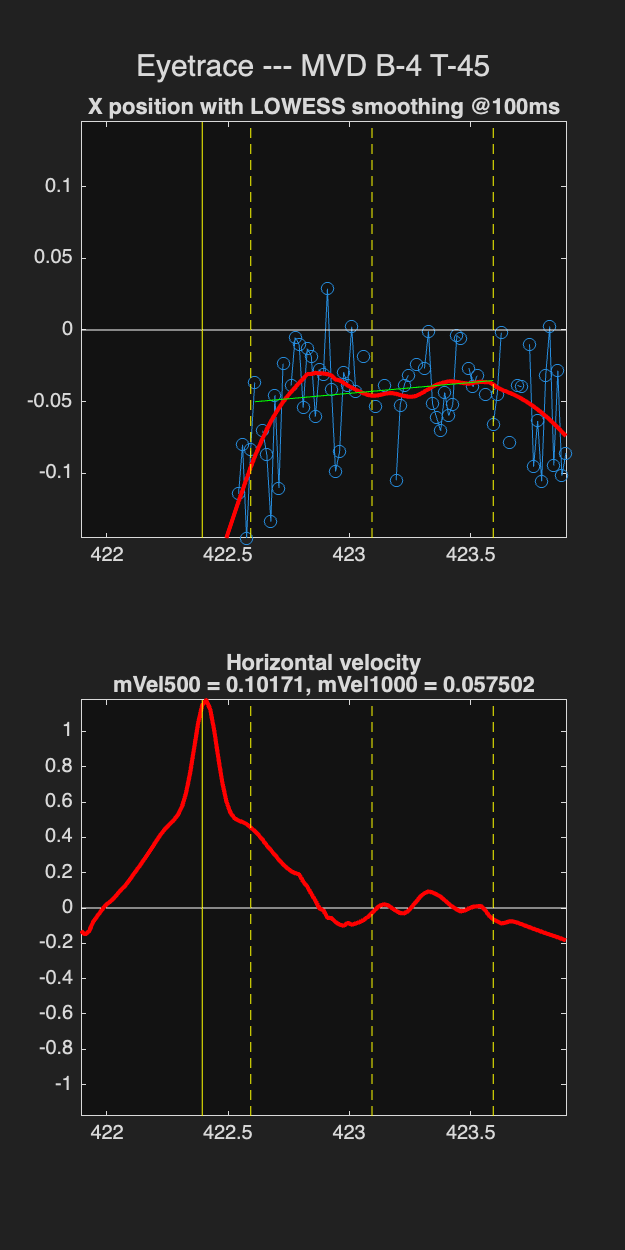 Eyetrace --- MVD B-4 T-45
X position with LOWESS smoothing @100ms
0.1
0.05
0
-0.05
-0.1
422 422.5 423 423.5
Horizontal velocity
mVel500 = 0.10171, mVel1000 = 0.057502
1
0.8
0.6
0.4
0.2
0
-0.2
-0.4
-0.6
-0.8
-1
422 422.5 423 423.5